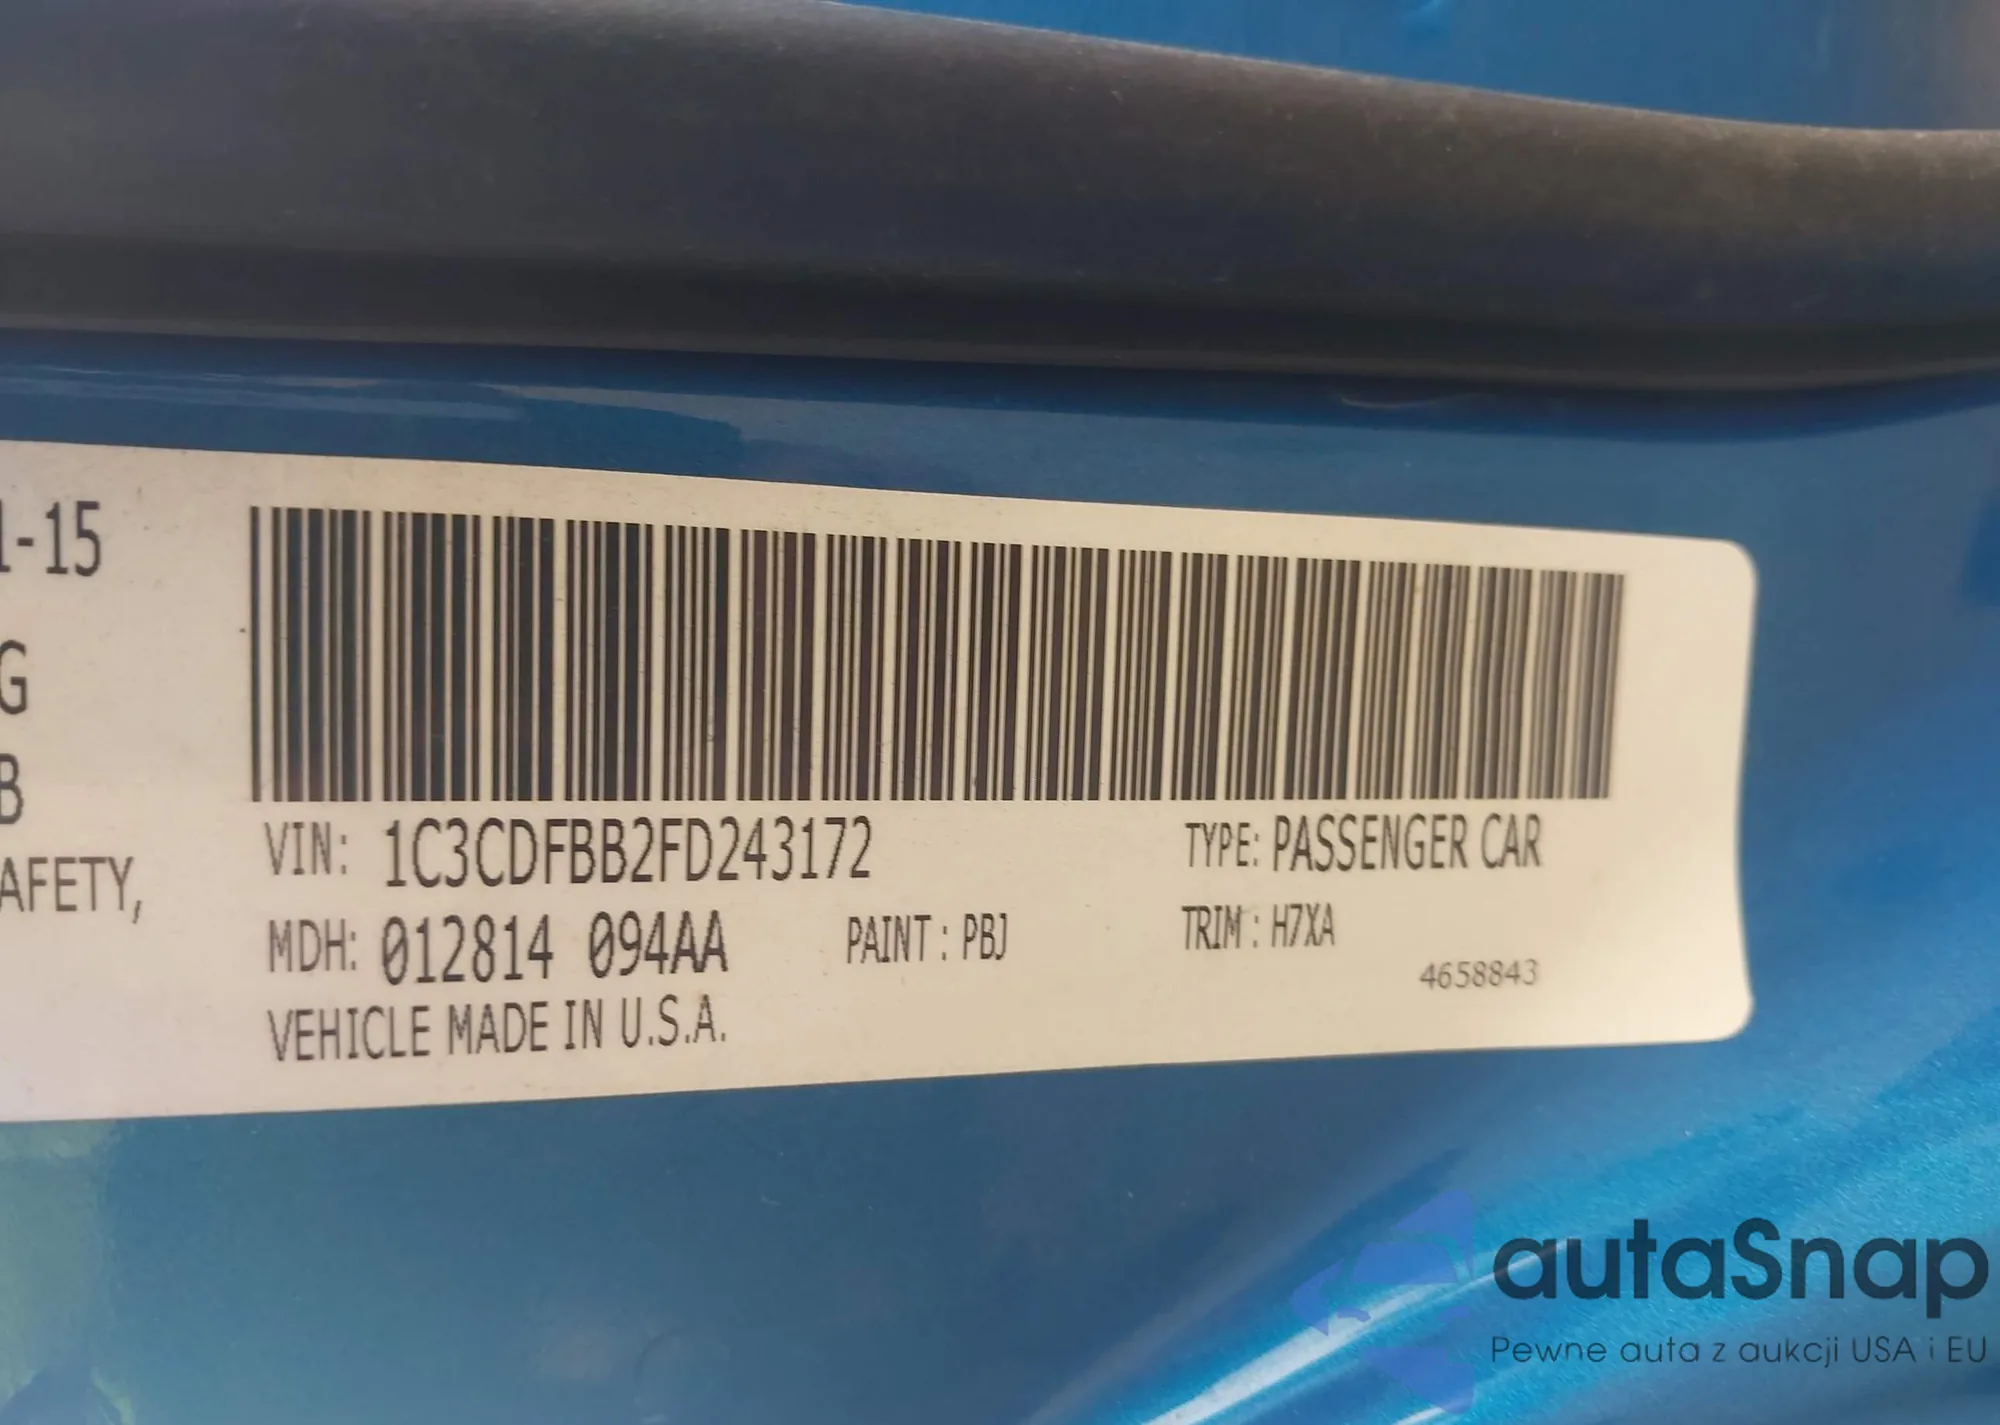 1-15
G
B
AFETY,
VIN: 1C3CDFBB2FD243172
TYPE: PASSENGER CAR
MDH: 012814 094AA
PAINT: PBJ
TRIM: H7XA
4658843
VEHICLE MADE IN U.S.A.
autaSnap
Pewne auta z aukcji USA i EU